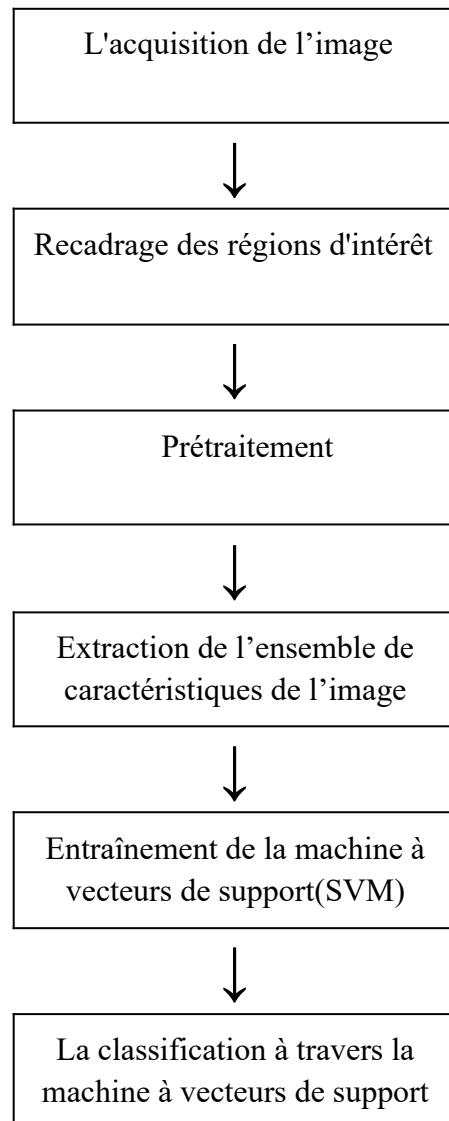 L'acquisition de l’image
Recadrage des régions d'intérêt
Prétraitement
Extraction de l’ensemble de
caractéristiques de l’image
Entraînement de la machine à
vecteurs de support(SVM)
La classification à travers la
machine à vecteurs de support